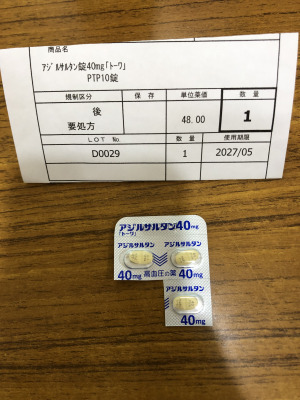 商品名
アジルサルタン錠40mg「トーワ」
PTP10錠
規制区分 保存 単位薬価 数量
後
要処方 48.00 1
LOT No. 数量 使用期限
D0029 1 2027/05
アジルサルタン40mg
「トーワ」
アジルサルタン アジルサルタン
40mg 高血圧の薬 40mg
アジルサルタン
40mg